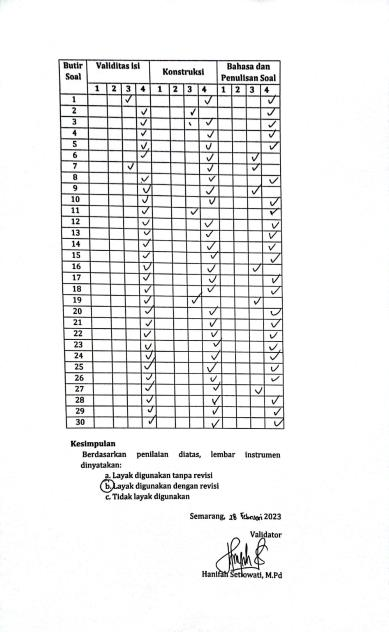 Butir Soal Validitas Isi Konstruksi Bahasa dan Penulisan Soal
1 2 3 4 1 2 3 4 1 2 3 4
1 ✓ ✓ ✓
2 ✓ ✓ ✓
3 ✓ ✓ ✓
4 ✓ ✓ ✓
5 ✓ ✓ ✓
6 ✓ ✓ ✓
7 ✓ ✓ ✓
8 ✓ ✓ ✓
9 ✓ ✓ ✓
10 ✓ ✓ ✓
11 ✓ ✓ ✓
12 ✓ ✓ ✓
13 ✓ ✓ ✓
14 ✓ ✓ ✓
15 ✓ ✓ ✓
16 ✓ ✓ ✓
17 ✓ ✓ ✓
18 ✓ ✓ ✓
19 ✓ ✓ ✓
20 ✓ ✓ ✓
21 ✓ ✓ ✓
22 ✓ ✓ ✓
23 ✓ ✓ ✓
24 ✓ ✓ ✓
25 ✓ ✓ ✓
26 ✓ ✓ ✓
27 ✓ ✓ ✓
28 ✓ ✓ ✓
29 ✓ ✓ ✓
30 ✓ ✓ ✓
Kesimpulan
Berdasarkan penilaian diatas, lembar instrumen
dinyatakan:
a. Layak digunakan tanpa revisi
b. Layak digunakan dengan revisi
c. Tidak layak digunakan
Semarang, 28 Februari 2023
Validator
Hanifah Setiowati, M.Pd